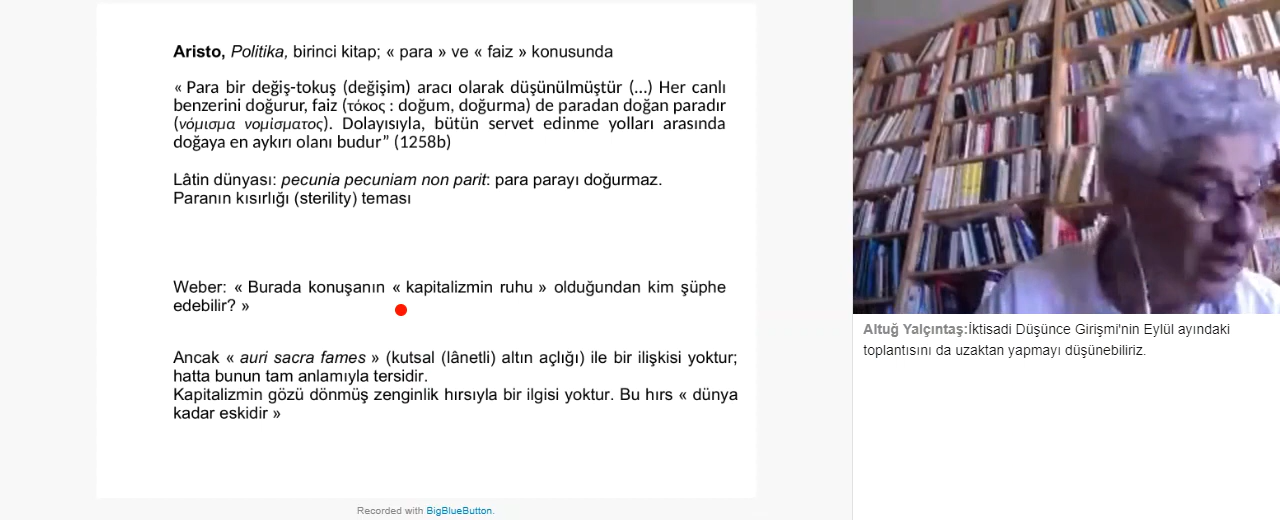 Aristo, Politika, birinci kitap; « para » ve « faiz » konusunda
« Para bir değiş-tokuş (değişim) aracı olarak düşünülmüştür (...) Her canlı
benzerini doğurur, faiz (τόκος : doğum, doğurma) de paradan doğan paradır
(νόμισμα νομίσματος). Dolayısıyla, bütün servet edinme yolları arasında
doğaya en aykırı olanı budur” (1258b)
Lâtin dünyası: pecunia pecuniam non parit: para parayı doğurmaz.
Paranın kısırlığı (sterility) teması
Weber: « Burada konuşanın « kapitalizmin ruhu » olduğundan kim şüphe
edebilir? »
Ancak « auri sacra fames » (kutsal (lânetli) altın açlığı) ile bir ilişkisi yoktur;
hatta bunun tam anlamıyla tersidir.
Kapitalizmin gözü dönmüş zenginlik hırsıyla bir ilgisi yoktur. Bu hırs « dünya
kadar eskidir »
Recorded with BigBlueButton.
Altuğ Yalçıntaş:İktisadi Düşünce Girişmi'nin Eylül ayındaki
toplantısını da uzaktan yapmayı düşünebiliriz.